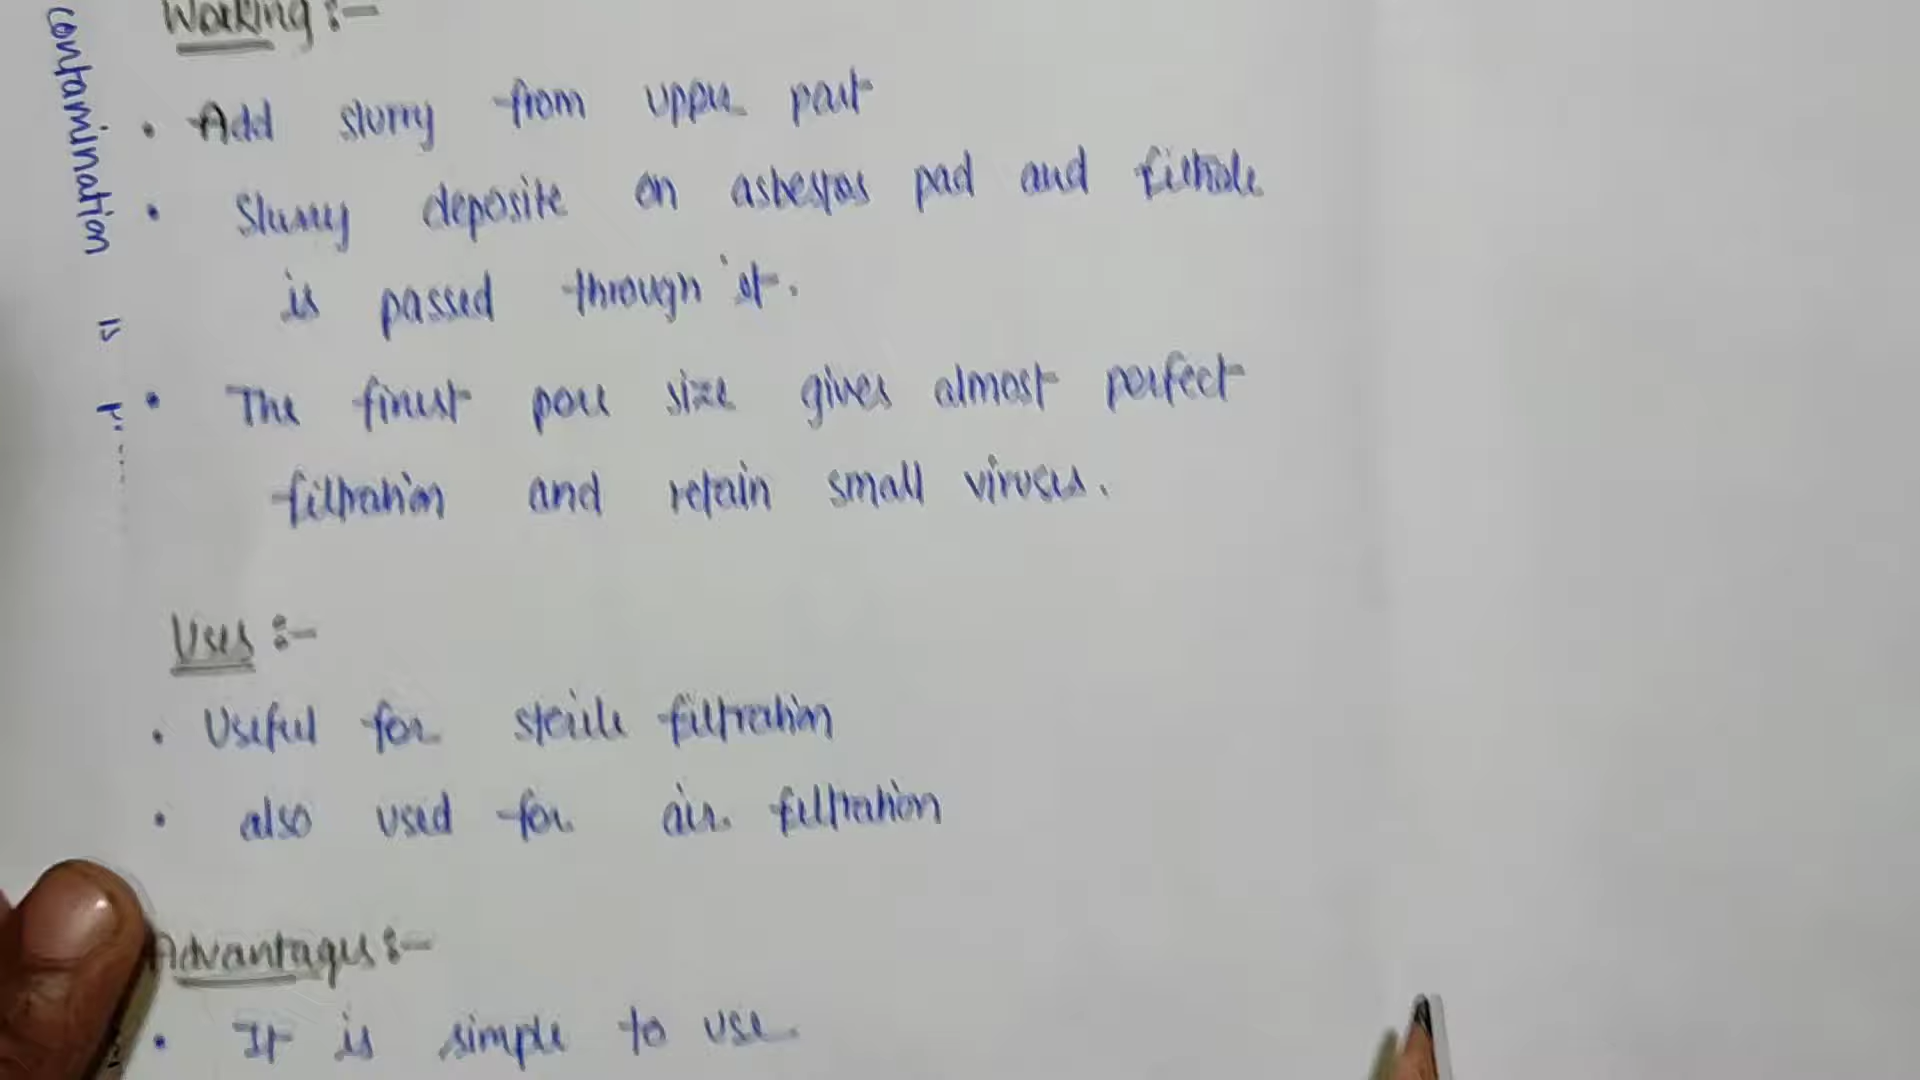 Working :-
• Add slurry from upper part
• Slurry deposite on asbestos pad and filtrate
is passed through it.
• The finest pore size gives almost perfect
filtration and retain small viruses.
Uses :-
• Useful for sterile filtration
• also used for air filtration
Advantages :-
• It is simple to use
contamination is